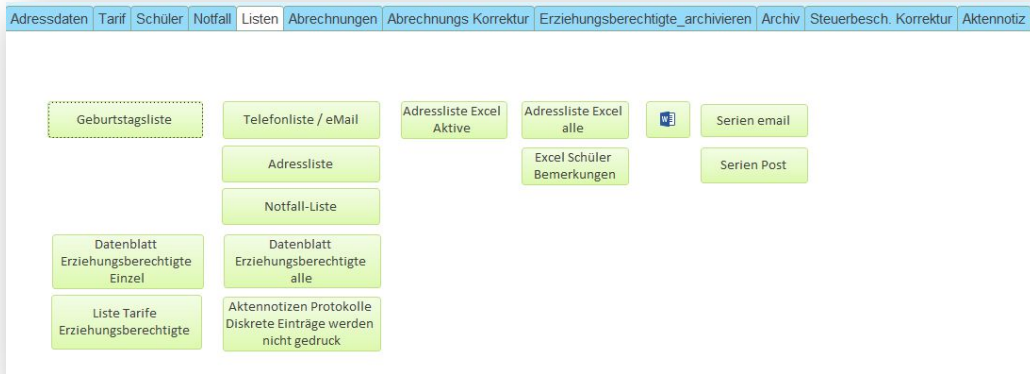 Adressdaten Tarif Schüler Notfall Listen Abrechnungen Abrechnungs Korrektur Erziehungsberechtigte_archivieren Archiv Steuerbesch. Korrektur Aktennotiz
Geburtstagsliste
Telefonliste / eMail
Adressliste Excel
Aktive
Adressliste Excel
alle
Serien email
Adressliste
Excel Schüler
Bemerkungen
Serien Post
Notfall-Liste
Datenblatt
Erziehungsberechtigte
Einzel
Datenblatt
Erziehungsberechtigte
alle
Liste Tarife
Erziehungsberechtigte
Aktennotizen Protokolle
Diskrete Einträge werden
nicht gedruck